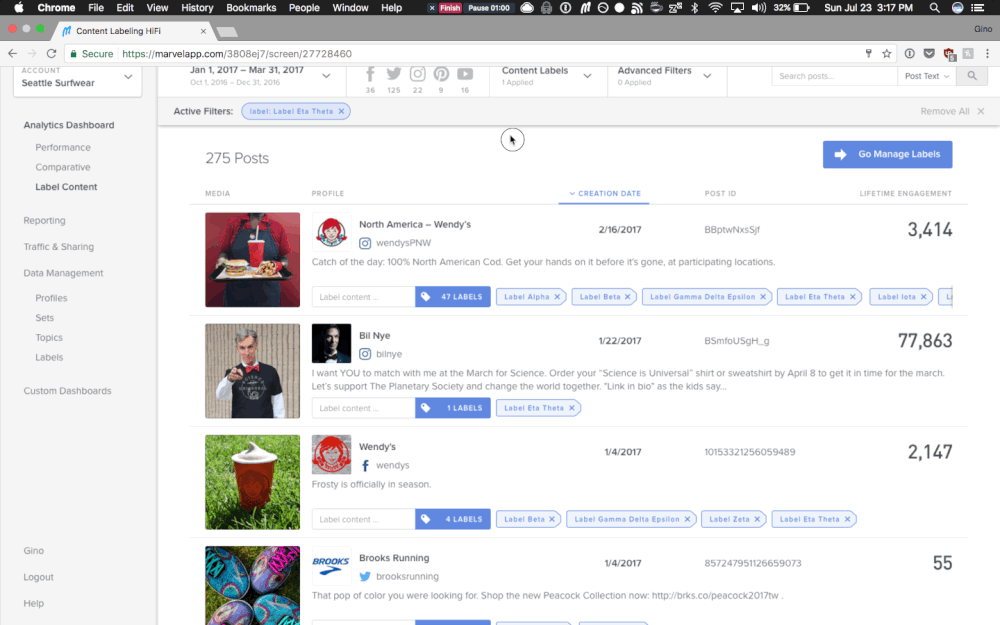 Chrome File Edit View History Bookmarks People Window Help Finish Pause 01:00 32% Sun Jul 23 3:17 PM
Content Labeling HiFi
Gino
Secure https://marvelapp.com/3808ej7/screen/27728460
ACCOUNT
Seattle Surfwear
Jan 1, 2017 – Mar 31, 2017
Oct 1, 2016 – Dec 31, 2016
36 125 22 9 16
Content Labels
1 Applied
Advanced Filters
0 Applied
Search posts...
Post Text
Active Filters: label: Label Eta Theta ✕
Remove All ✕
Analytics Dashboard
Performance
Comparative
Label Content
Reporting
Traffic & Sharing
Data Management
Profiles
Sets
Topics
Labels
Custom Dashboards
Gino
Logout
Help
275 Posts
Go Manage Labels
MEDIA PROFILE CREATION DATE POST ID LIFETIME ENGAGEMENT
North America – Wendy's
wendysPNW
2/16/2017
BBptwNxsSjf
3,414
Catch of the day: 100% North American Cod. Get your hands on it before it's gone, at participating locations.
Label content ... 47 LABELS Label Alpha ✕ Label Beta ✕ Label Gamma Delta Epsilon ✕ Label Eta Theta ✕ Label Iota ✕
Bil Nye
bilnye
1/22/2017
BSmfoUSgH_g
77,863
I want YOU to match with me at the March for Science. Order your "Science is Universal" shirt or sweatshirt by April 8 to get it in time for the march.
Let's support The Planetary Society and change the world together. "Link in bio" as the kids say...
Label content ... 1 LABELS Label Eta Theta ✕
Wendy's
wendys
1/4/2017
10153321256059489
2,147
Frosty is officially in season.
Label content ... 4 LABELS Label Beta ✕ Label Gamma Delta Epsilon ✕ Label Zeta ✕ Label Eta Theta ✕
BROOKS
Brooks Running
brooksrunning
1/4/2017
857247951126659073
55
That pop of color you were looking for. Shop the new Peacock Collection now: http://brks.co/peacock2017tw .